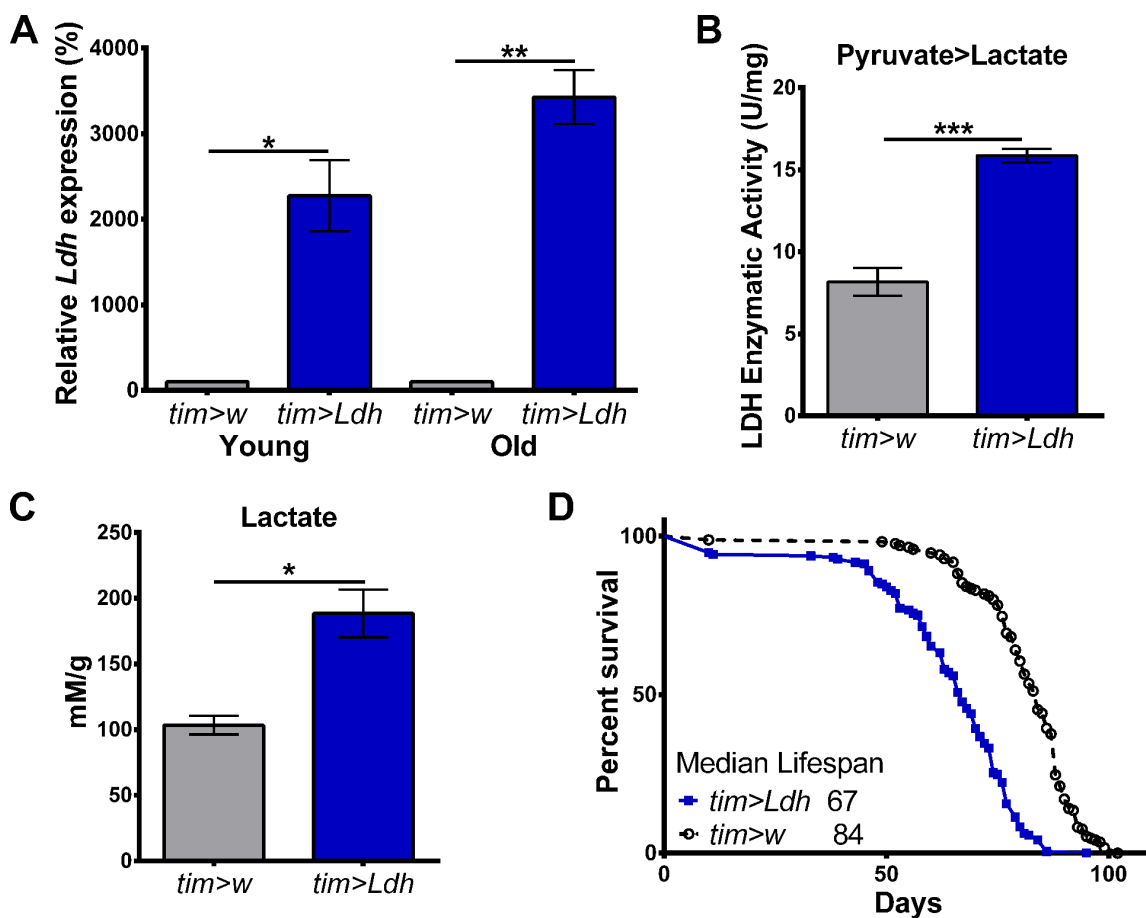 A
Relative Ldh expression (%)
4000
3000
2000
1000
0
*
**
tim>w
tim>Ldh
tim>w
tim>Ldh
Young
Old
B
Pyruvate>Lactate
LDH Enzymatic Activity (U/mg)
20
15
10
5
0
***
tim>w
tim>Ldh
C
Lactate
mM/g
250
200
150
100
50
0
*
tim>w
tim>Ldh
D
Percent survival
100
50
0
Median Lifespan
tim>Ldh 67
tim>w 84
0
50
100
Days